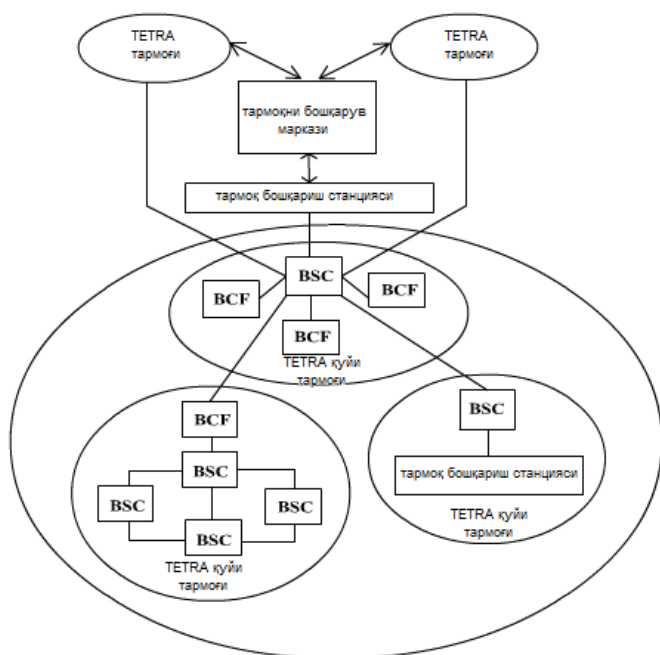 TETRA
тармоғи
TETRA
тармоғи
тармоқни бошқарув
маркази
тармоқ бошқариш станцияси
BSC
BCF
BCF
BCF
TETRA қуйи
тармоғи
BCF
BSC
BSC
BSC
BSC
TETRA қуйи
тармоғи
BSC
тармоқ бошқариш станцияси
TETRA қуйи
тармоғи